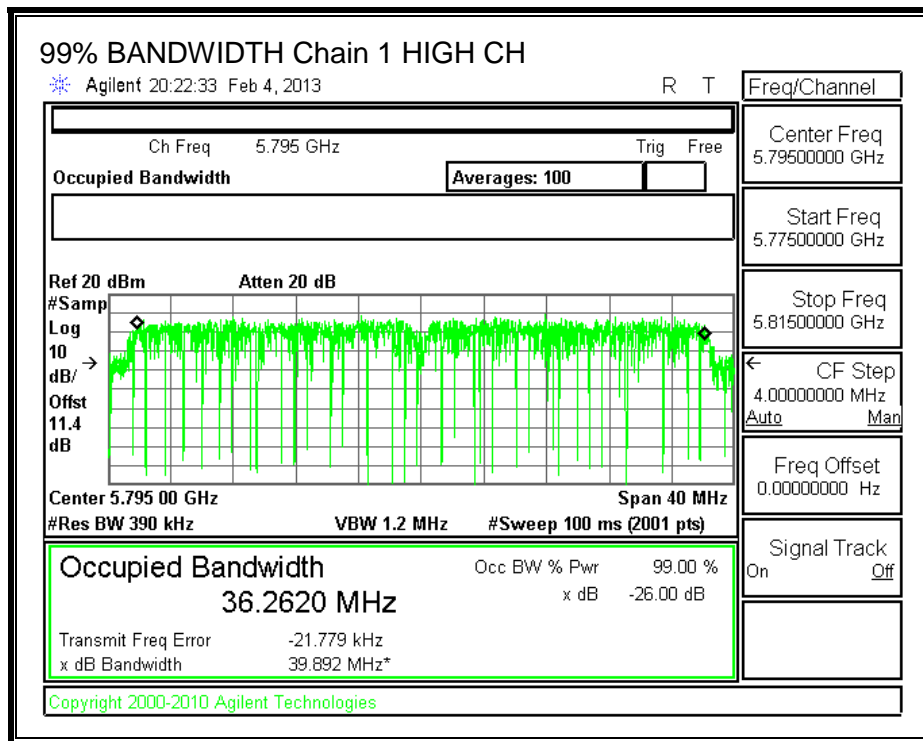 99% BANDWIDTH Chain 1 HIGH CH
Agilent 20:22:33 Feb 4, 2013 R T
Ch Freq 5.795 GHz Trig Free
Occupied Bandwidth Averages: 100
Ref 20 dBm Atten 20 dB
#Samp
Log
10
dB/
Offst
11.4
dB
Center 5.795 00 GHz Span 40 MHz
#Res BW 390 kHz VBW 1.2 MHz #Sweep 100 ms (2001 pts)
Occupied Bandwidth Occ BW % Pwr 99.00 %
36.2620 MHz x dB -26.00 dB
Transmit Freq Error -21.779 kHz
x dB Bandwidth 39.892 MHz*
Copyright 2000-2010 Agilent Technologies
Freq/Channel
Center Freq
5.79500000 GHz
Start Freq
5.77500000 GHz
Stop Freq
5.81500000 GHz
CF Step
4.00000000 MHz
Auto Man
Freq Offset
0.00000000 Hz
Signal Track
On Off